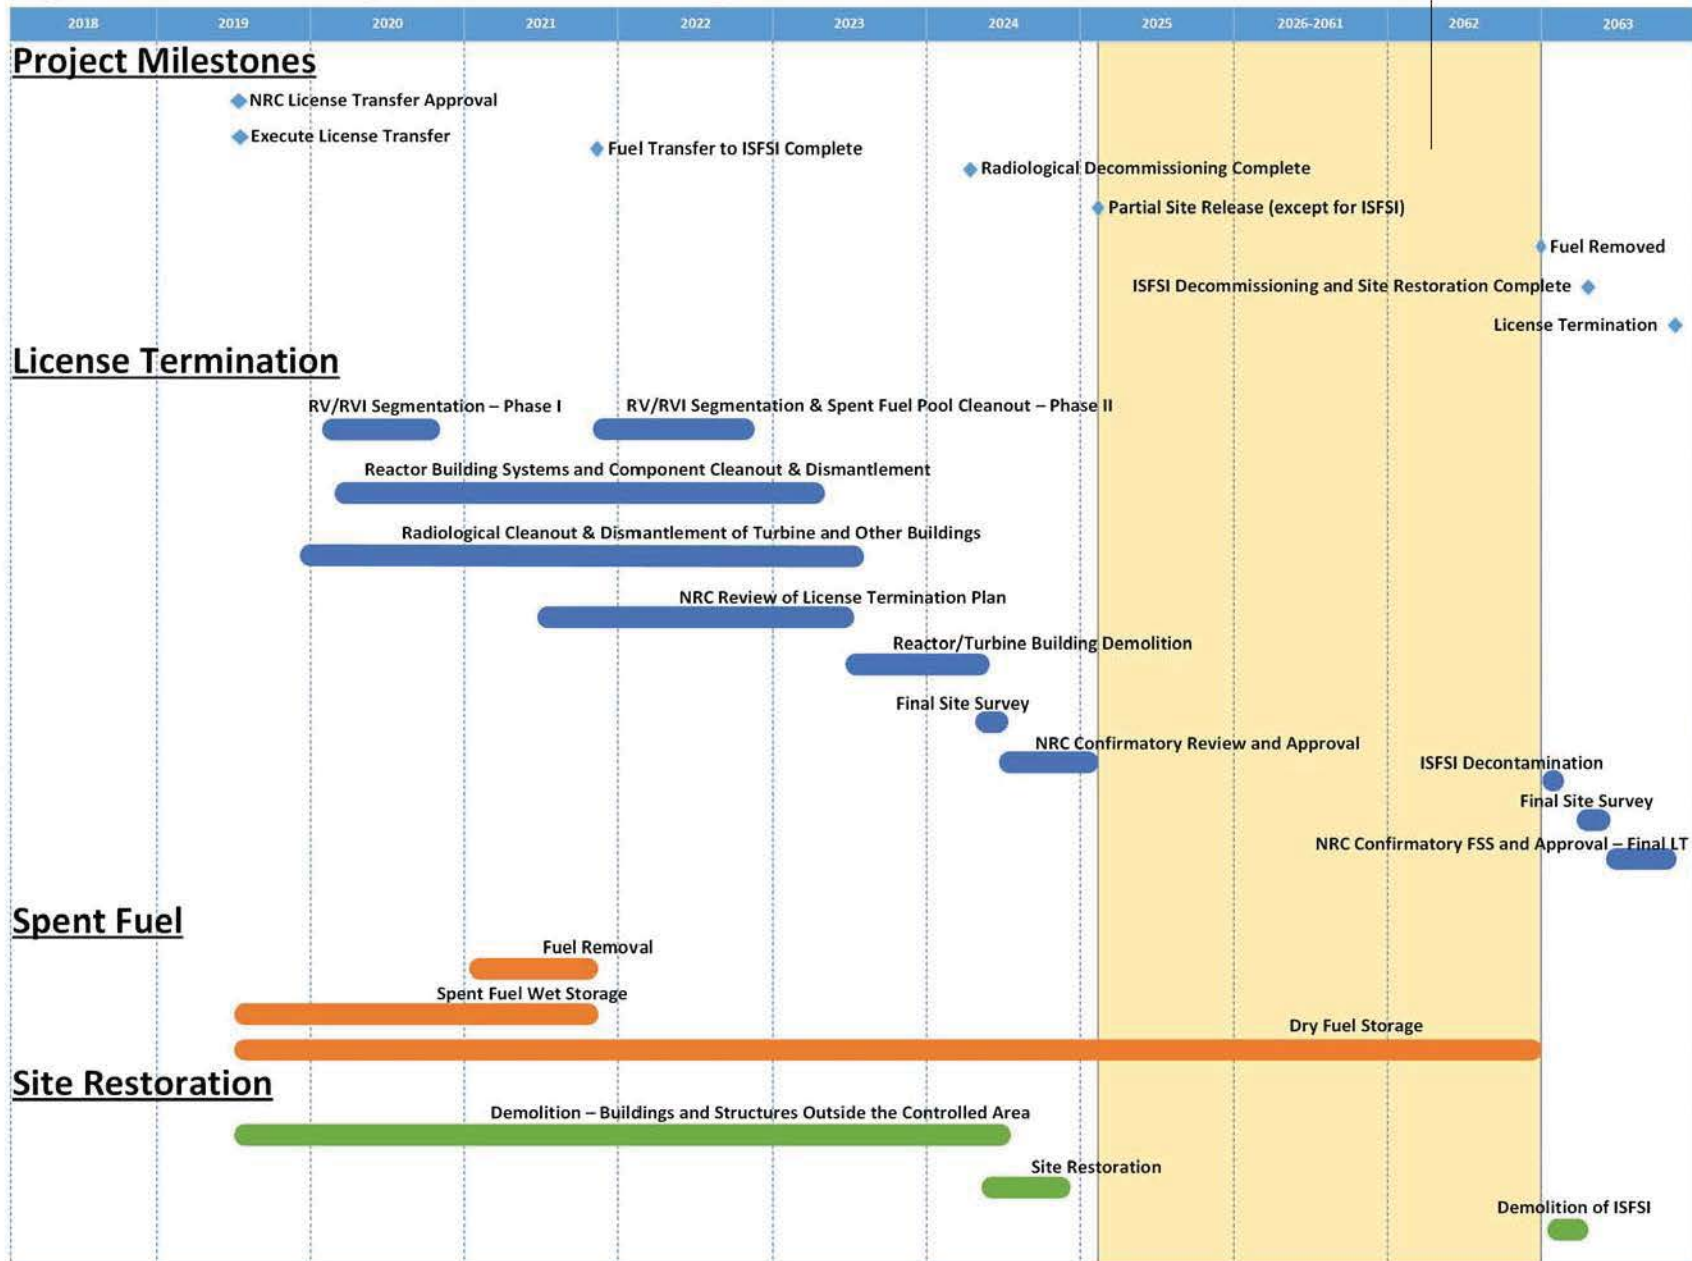 2018 2019 2020 2021 2022 2023 2024 2025 2026-2061 2062 2063
Project Milestones
NRC License Transfer Approval
Execute License Transfer
Fuel Transfer to ISFSI Complete
Radiological Decommissioning Complete
Partial Site Release (except for ISFSI)
Fuel Removed
ISFSI Decommissioning and Site Restoration Complete
License Termination
License Termination
RV/RVI Segmentation – Phase I
RV/RVI Segmentation & Spent Fuel Pool Cleanout – Phase II
Reactor Building Systems and Component Cleanout & Dismantlement
Radiological Cleanout & Dismantlement of Turbine and Other Buildings
NRC Review of License Termination Plan
Reactor/Turbine Building Demolition
Final Site Survey
NRC Confirmatory Review and Approval
ISFSI Decontamination
Final Site Survey
NRC Confirmatory FSS and Approval – Final LT
Spent Fuel
Fuel Removal
Spent Fuel Wet Storage
Dry Fuel Storage
Site Restoration
Demolition – Buildings and Structures Outside the Controlled Area
Site Restoration
Demolition of ISFSI